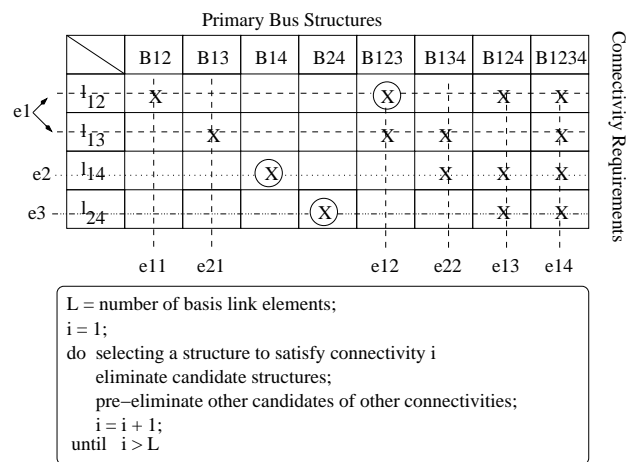 Primary Bus Structures
B12 B13 B14 B24 B123 B134 B124 B1234
Connectivity Requirements
e1
l12 X X X X
l13 X X X X X
e2 l14 X X X X
e3 l24 X X X
e11 e21 e12 e22 e13 e14
L = number of basis link elements;
i = 1;
do selecting a structure to satisfy connectivity i
eliminate candidate structures;
pre−eliminate other candidates of other connectivities;
i = i + 1;
until i > L